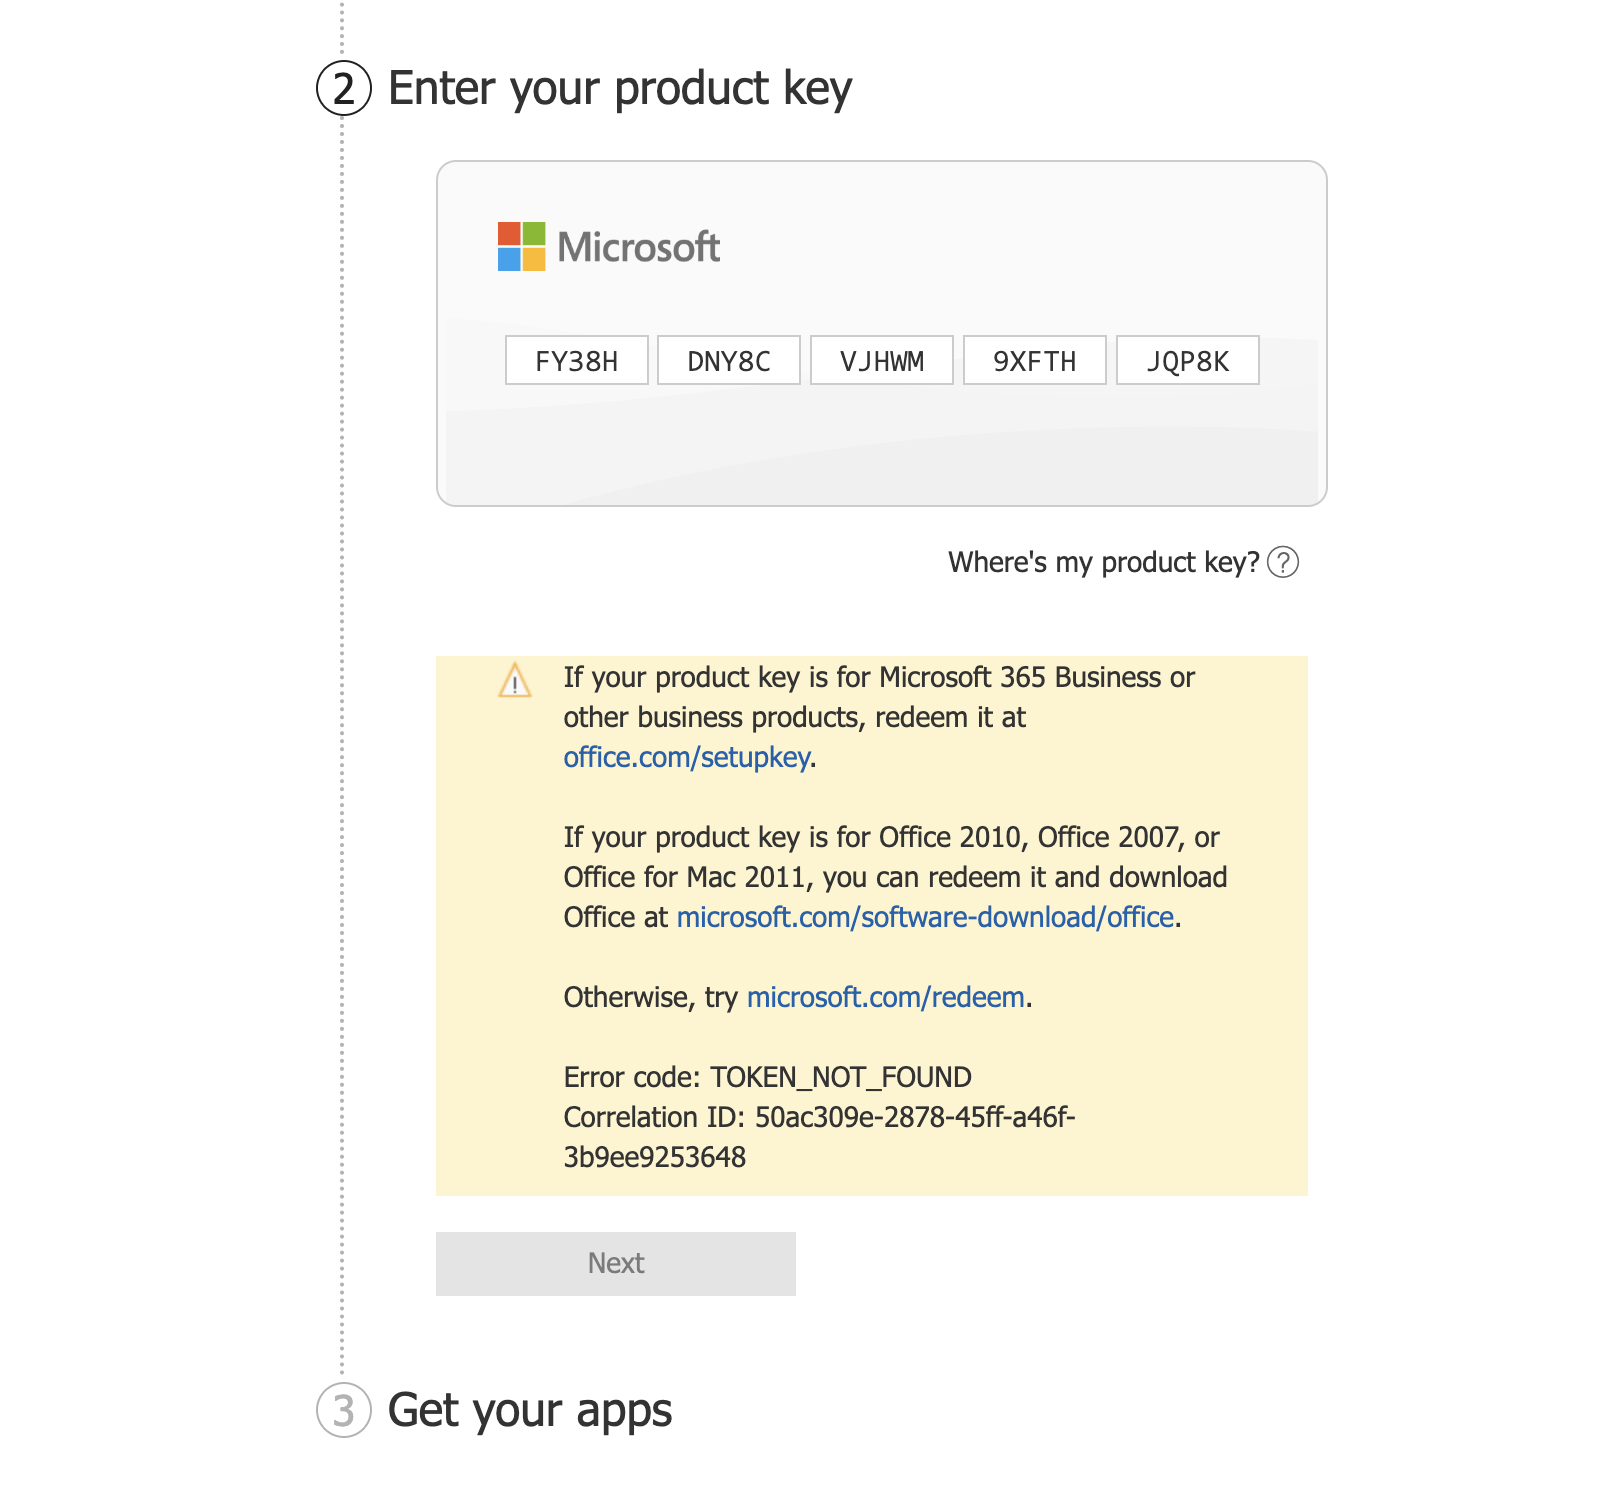 2 Enter your product key
Microsoft
FY38H DNY8C VJHWM 9XFTH JQP8K
Where's my product key? ?
If your product key is for Microsoft 365 Business or
other business products, redeem it at
office.com/setupkey.
If your product key is for Office 2010, Office 2007, or
Office for Mac 2011, you can redeem it and download
Office at microsoft.com/software-download/office.
Otherwise, try microsoft.com/redeem.
Error code: TOKEN_NOT_FOUND
Correlation ID: 50ac309e-2878-45ff-a46f-
3b9ee9253648
Next
3 Get your apps